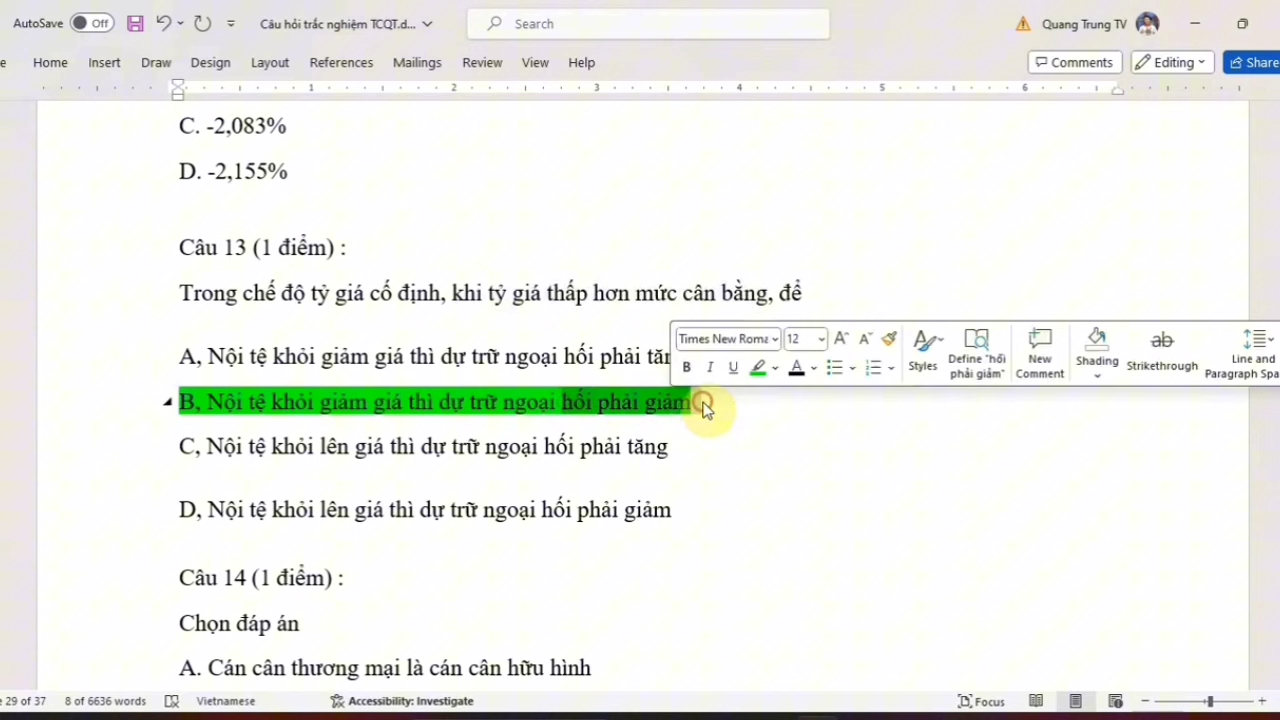 AutoSave Off Câu hỏi trắc nghiệm TCQT.d... Search Quang Trung TV
Home Insert Draw Design Layout References Mailings Review View Help Comments Editing Share
1 2 3 4 5 6
C. -2,083%
D. -2,155%
Câu 13 (1 điểm) :
Trong chế độ tỷ giá cố định, khi tỷ giá thấp hơn mức cân bằng, để
Times New Roma 12
A, Nội tệ khỏi giảm giá thì dự trữ ngoại hối phải
Styles Define "hối phải giảm" New Comment Shading Strikethrough Line and Paragraph Spa
B, Nội tệ khỏi giảm giá thì dự trữ ngoại hối phải giảm
C, Nội tệ khỏi lên giá thì dự trữ ngoại hối phải tăng
D, Nội tệ khỏi lên giá thì dự trữ ngoại hối phải giảm
Câu 14 (1 điểm) :
Chọn đáp án
A. Cán cân thương mại là cán cân hữu hình
e 29 of 37 8 of 6636 words Vietnamese Accessibility: Investigate Focus